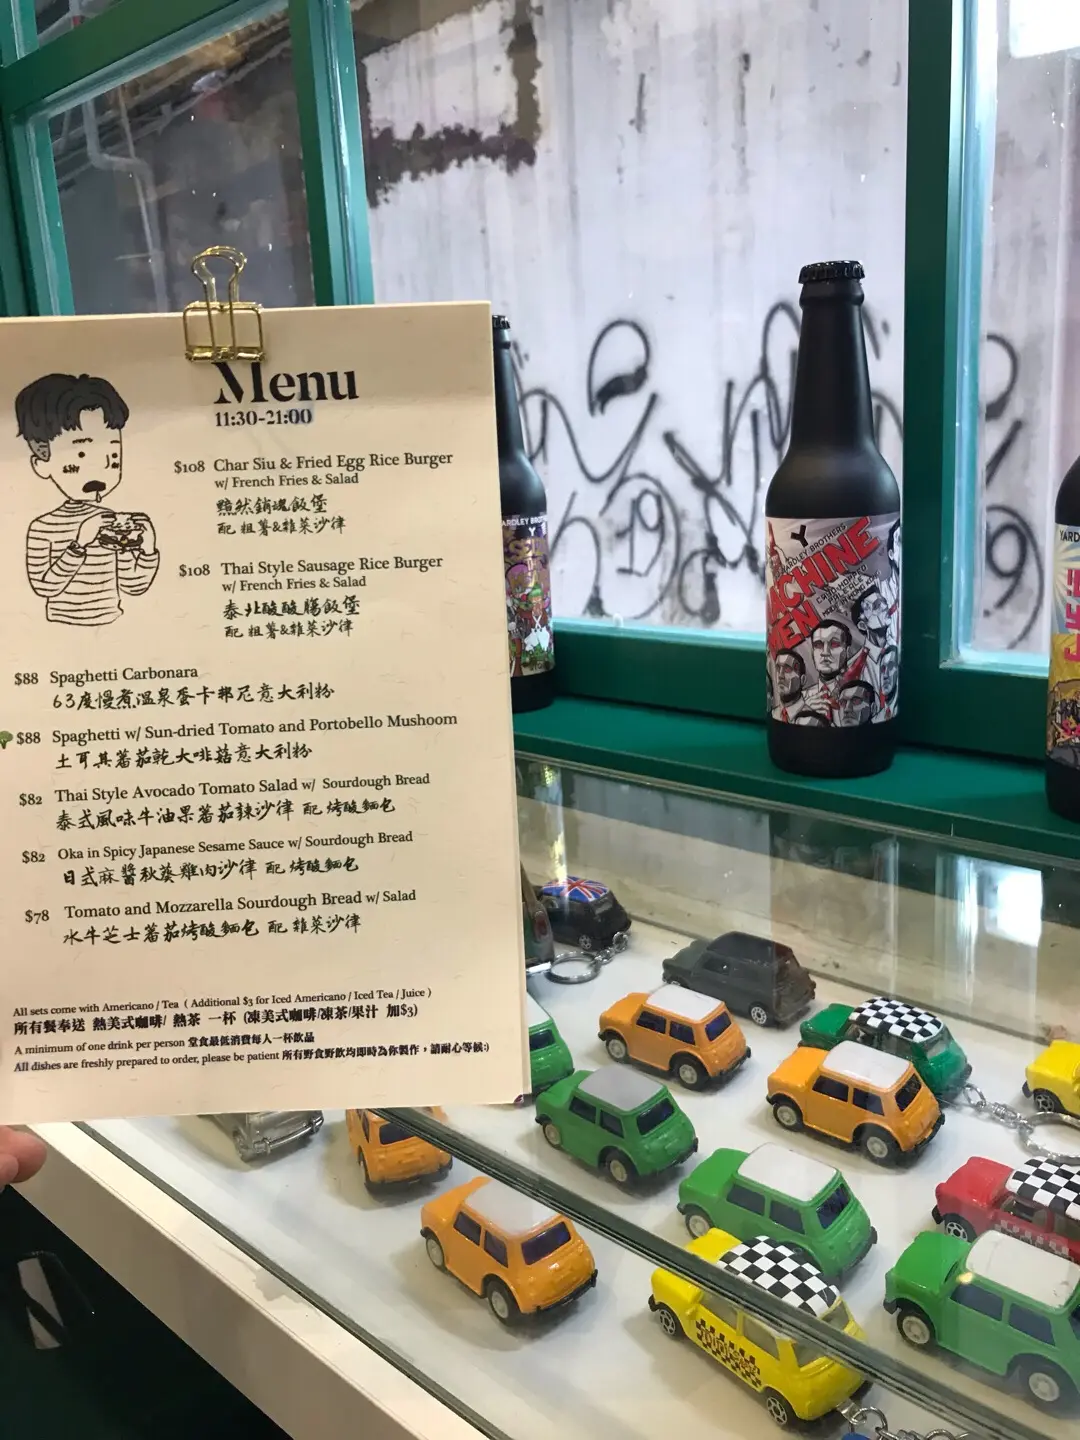 Menu
11:30-21:00
$108 Char Siu & Fried Egg Rice Burger
w/ French Fries & Salad
黯然銷魂飯堡
配 粗薯&雜菜沙律
$108 Thai Style Sausage Rice Burger
w/ French Fries & Salad
泰北酸酸腸飯堡
配 粗薯&雜菜沙律
$88 Spaghetti Carbonara
63度慢煮温泉蛋卡邦尼意大利粉
$88 Spaghetti w/ Sun-dried Tomato and Portobello Mushoom
土耳其蕃茄乾大啡菇意大利粉
$82 Thai Style Avocado Tomato Salad w/ Sourdough Bread
泰式風味牛油果蕃茄辣沙律 配 烤酸麵包
$82 Oka in Spicy Japanese Sesame Sauce w/ Sourdough Bread
日式麻醬秋葵雞肉沙律 配 烤酸麵包
$78 Tomato and Mozzarella Sourdough Bread w/ Salad
水牛芝士蕃茄烤酸麵包 配 雜菜沙律
All sets come with Americano / Tea ( Additional $3 for Iced Americano / Iced Tea / Juice )
所有餐奉送 熱美式咖啡/ 熱茶 一杯 (凍美式咖啡/凍茶/果汁 加$3)
A minimum of one drink per person 堂食最低消費每人一杯飲品
All dishes are freshly prepared to order, please be patient 所有野食野飲均即時為你製作，請耐心等候:)
YARDLEY BROTHERS
MACHINE
MEN
YARDLEY BRO
YARD
19
9